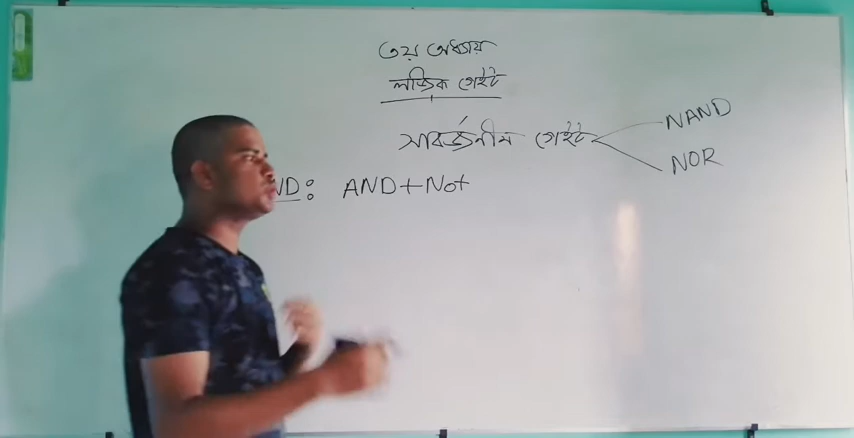 ৩য় অধ্যায়
লজিক গেইট
সার্বজনীন গেইট
NAND
NOR
ND: AND+Not